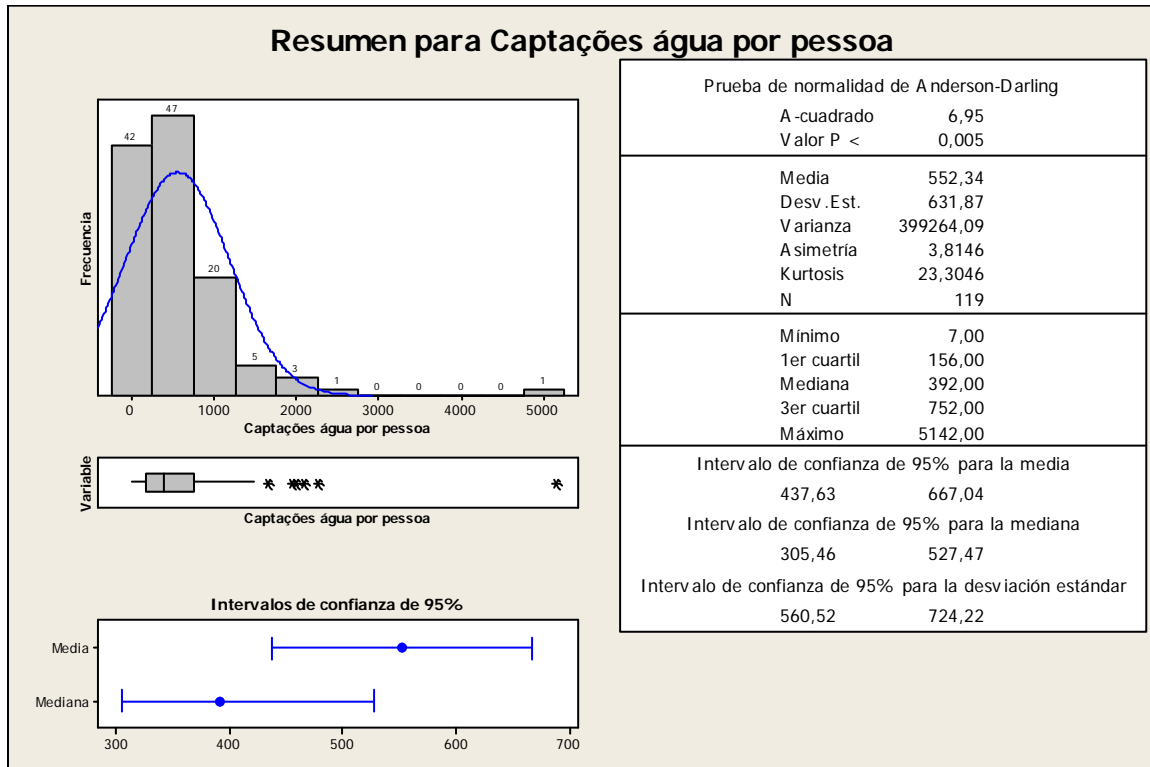 Resumen para Captações água por pessoa
42
47
20
5
3
1
0
0
0
0
1
Frecuencia
0 1000 2000 3000 4000 5000
Captações água por pessoa
Variable
Captações água por pessoa
Intervalos de confianza de 95%
Media
Mediana
300 400 500 600 700
Prueba de normalidad de Anderson-Darling
A-cuadrado 6,95
Valor P < 0,005
Media 552,34
Desv.Est. 631,87
Varianza 399264,09
Asimetría 3,8146
Kurtosis 23,3046
N 119
Mínimo 7,00
1er cuartil 156,00
Mediana 392,00
3er cuartil 752,00
Máximo 5142,00
Intervalo de confianza de 95% para la media
437,63 667,04
Intervalo de confianza de 95% para la mediana
305,46 527,47
Intervalo de confianza de 95% para la desviación estándar
560,52 724,22